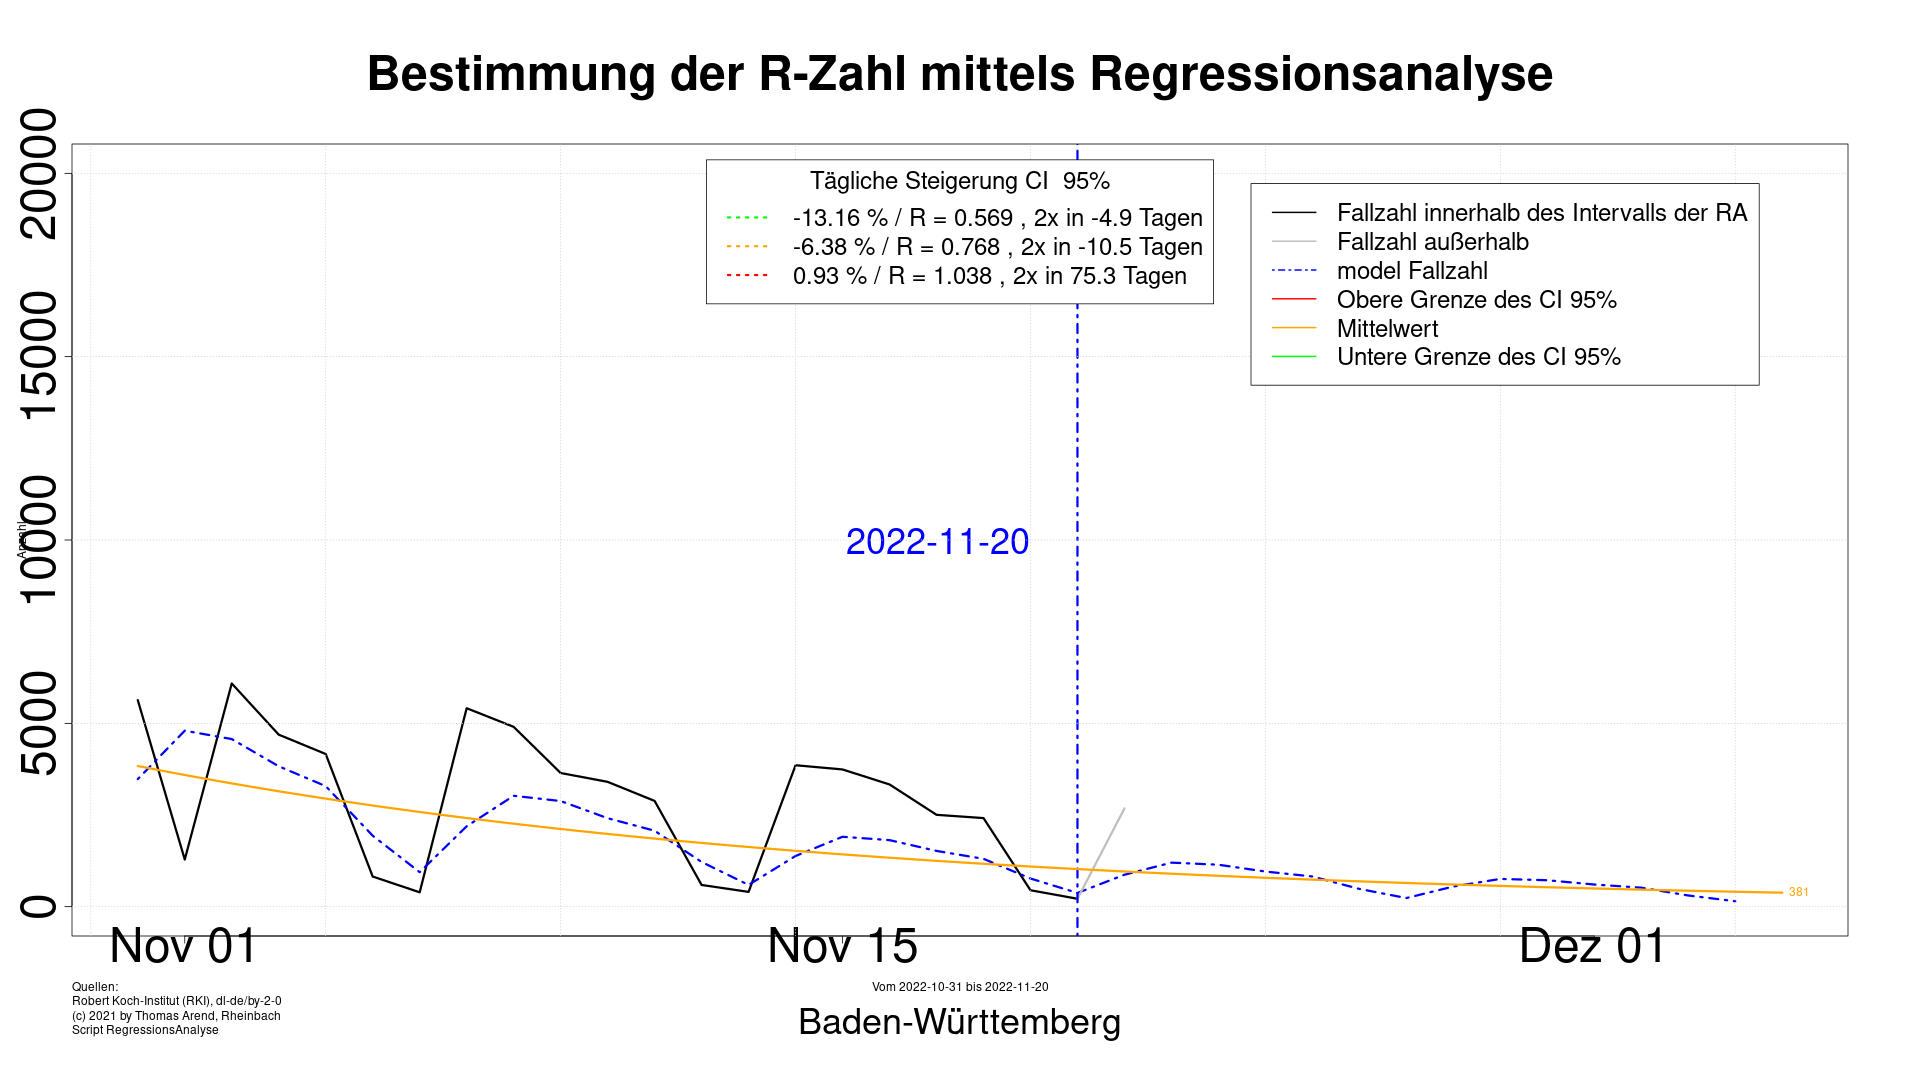 Bestimmung der R-Zahl mittels Regressionsanalyse
Anzahl
20000
15000
10000
5000
0
Tägliche Steigerung CI  95%
-13.16 % / R = 0.569 , 2x in -4.9 Tagen
-6.38 % / R = 0.768 , 2x in -10.5 Tagen
0.93 % / R = 1.038 , 2x in 75.3 Tagen
Fallzahl innerhalb des Intervalls der RA
Fallzahl außerhalb
model Fallzahl
Obere Grenze des CI 95%
Mittelwert
Untere Grenze des CI 95%
2022-11-20
381
Nov 01
Nov 15
Dez 01
Quellen:
Robert Koch-Institut (RKI), dl-de/by-2-0
(c) 2021 by Thomas Arend, Rheinbach
Script RegressionsAnalyse
Vom 2022-10-31 bis 2022-11-20
Baden-Württemberg